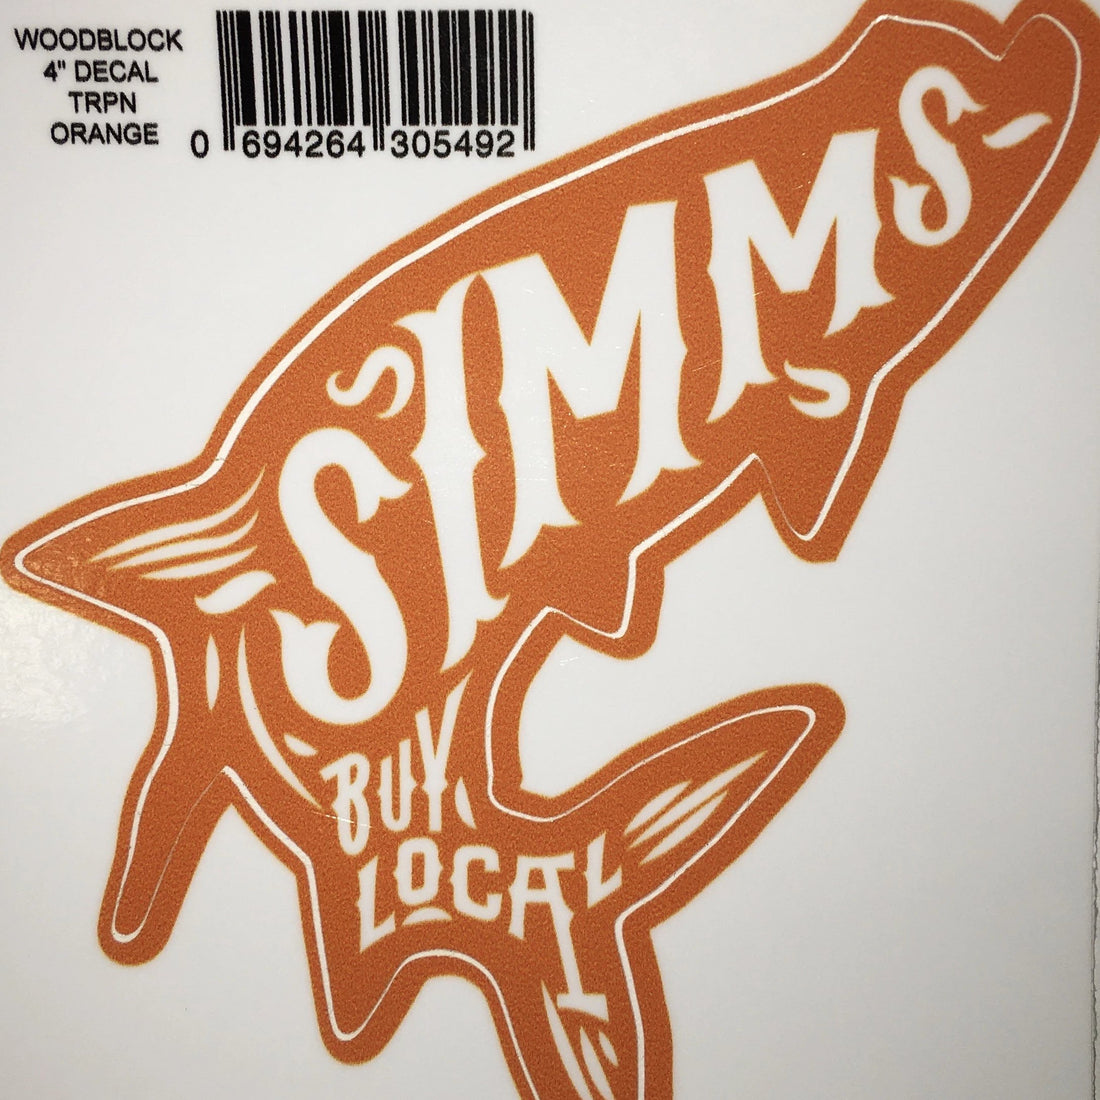 WOODBLOCK
4" DECAL
TRPN
ORANGE
0 694264 305492
SIMMS
BUY
LOCAL